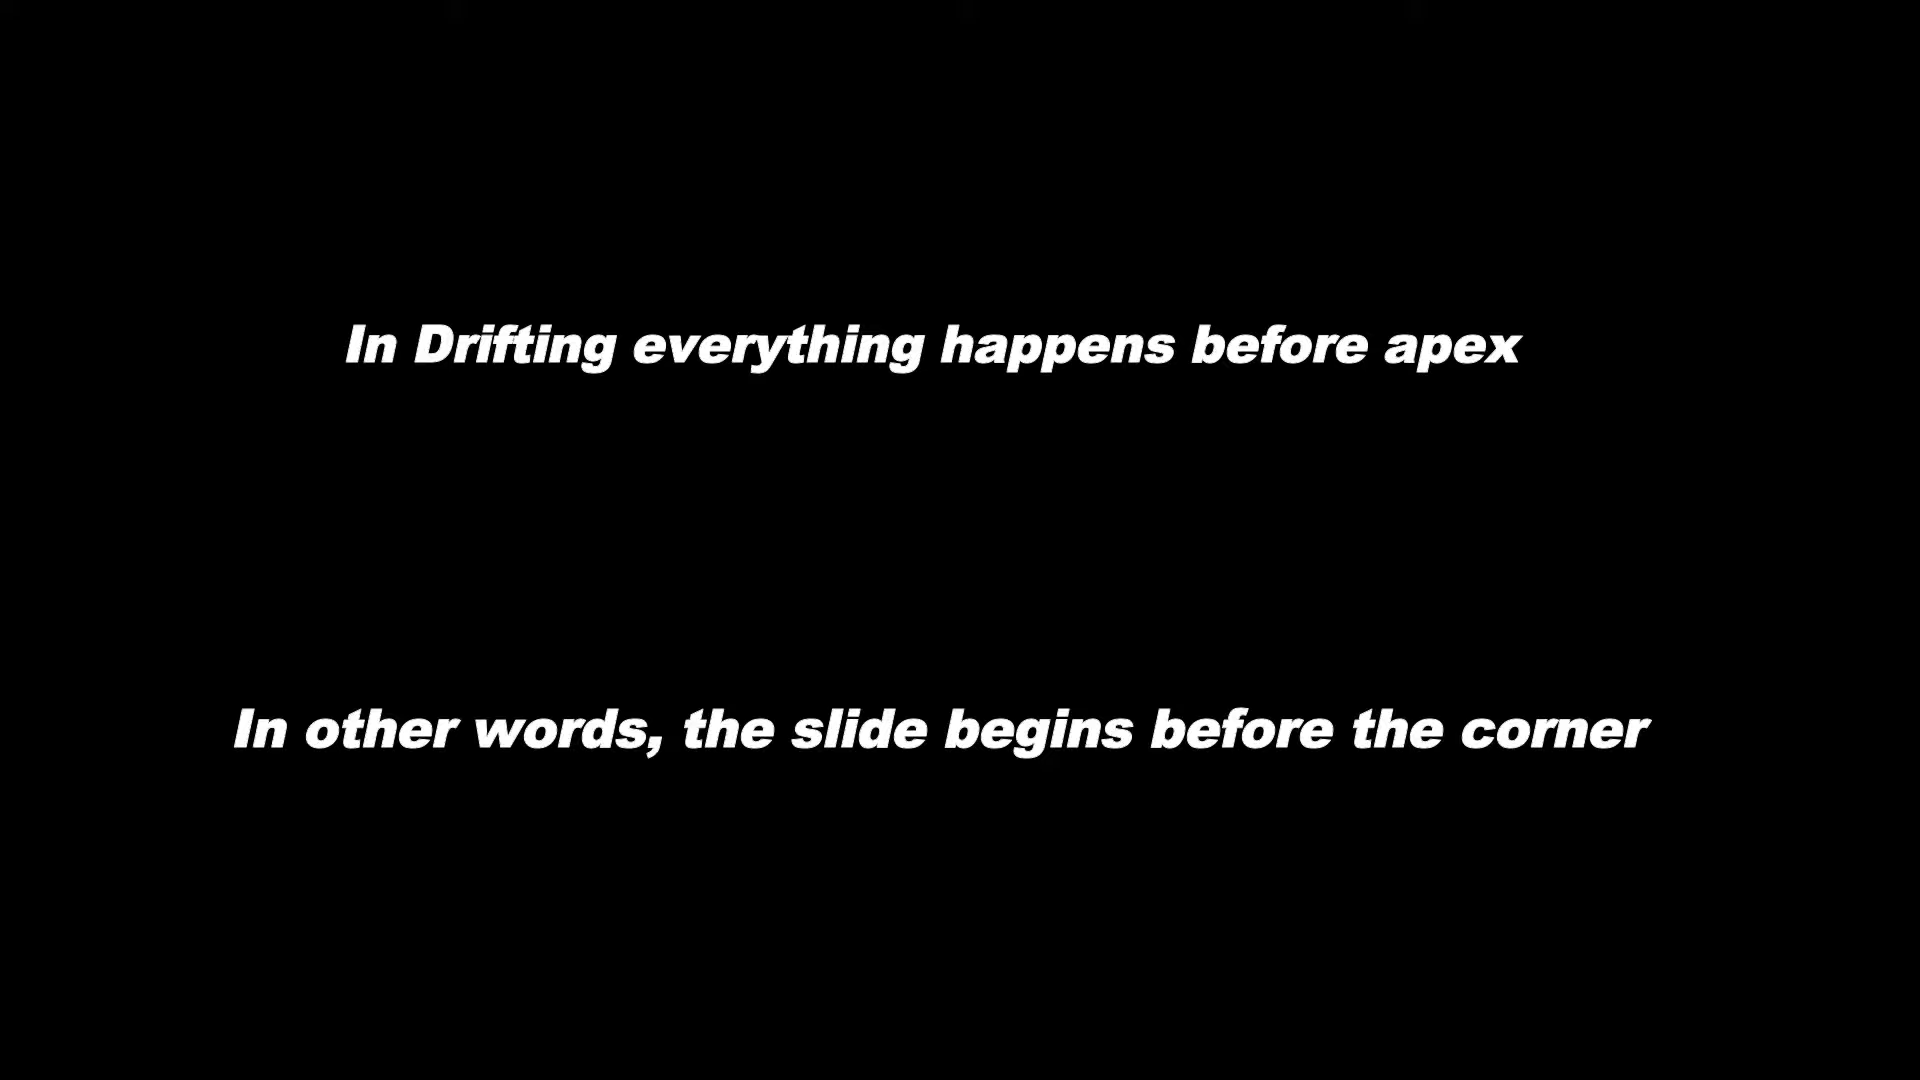 In Drifting everything happens before apex
In other words, the slide begins before the corner